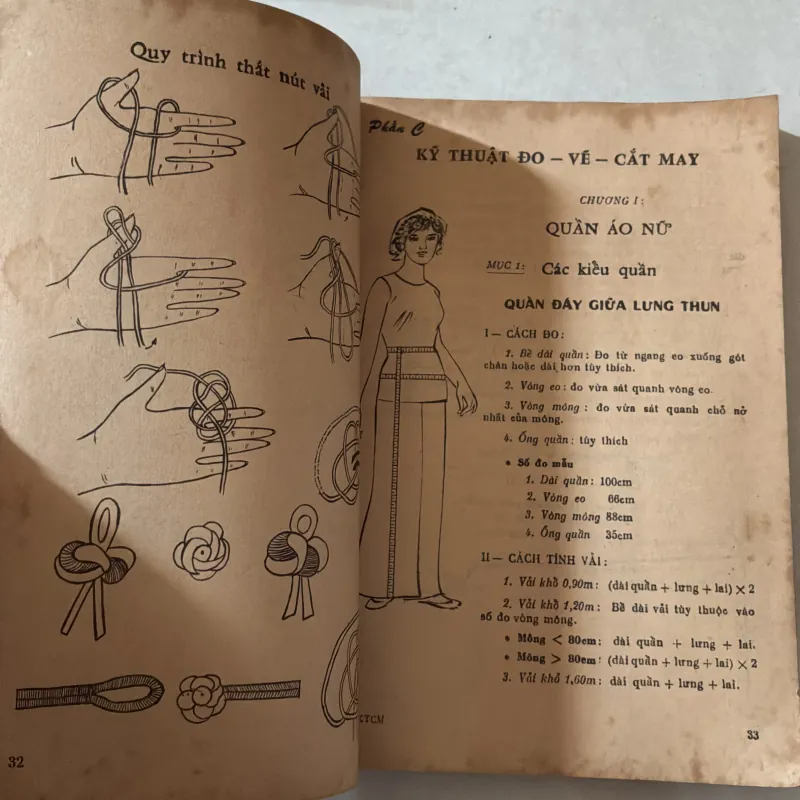 Quy trình thắt nút vải
32
Phần C
KỸ THUẬT ĐO – VẼ – CẮT MAY
CHƯƠNG I:
QUẦN ÁO NỮ
MỤC 1: Các kiểu quần
QUẦN ĐÁY GIỮA LƯNG THUN
I — CÁCH ĐO:
1. Bề dài quần: Đo từ ngang eo xuống gót
chân hoặc dài hơn tùy thích.
2. Vòng eo: đo vừa sát quanh vòng eo.
3. Vòng mông: đo vừa sát quanh chỗ nở
nhất của mông.
4. Ống quần: tùy thích
• Số đo mẫu
1. Dài quần: 100cm
2. Vòng eo 66cm
3. Vòng mông 88cm
4. Ống quần 35cm
II — CÁCH TÍNH VẢI:
1. Vải khổ 0,90m: (dài quần + lưng + lai) × 2
2. Vải khổ 1,20m: Bề dài vải tùy thuộc vào
số đo vòng mông.
• Mông < 80cm: dài quần + lưng + lai.
• Mông > 80cm: (dài quần + lưng + lai) × 2
3. Vải khổ 1,60m: dài quần + lưng + lai.
CTCM
33